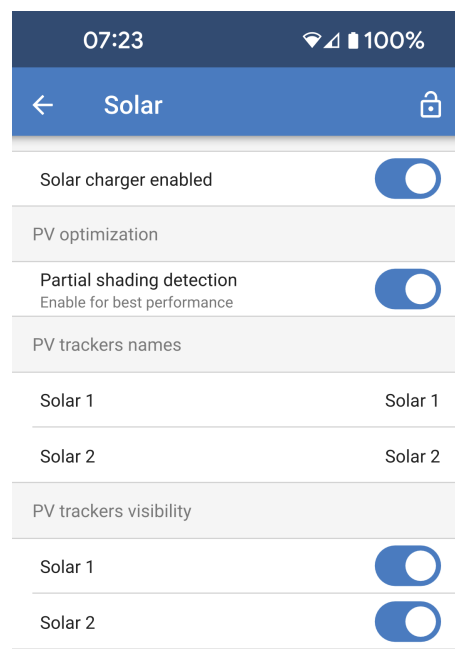 07:23 100%
Solar
Solar charger enabled
PV optimization
Partial shading detection
Enable for best performance
PV trackers names
Solar 1 Solar 1
Solar 2 Solar 2
PV trackers visibility
Solar 1
Solar 2